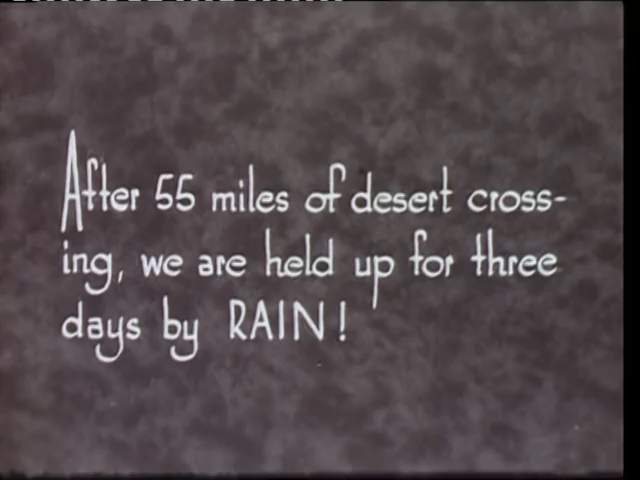 After 55 miles of desert cross-
ing, we are held up for three
days by RAIN!